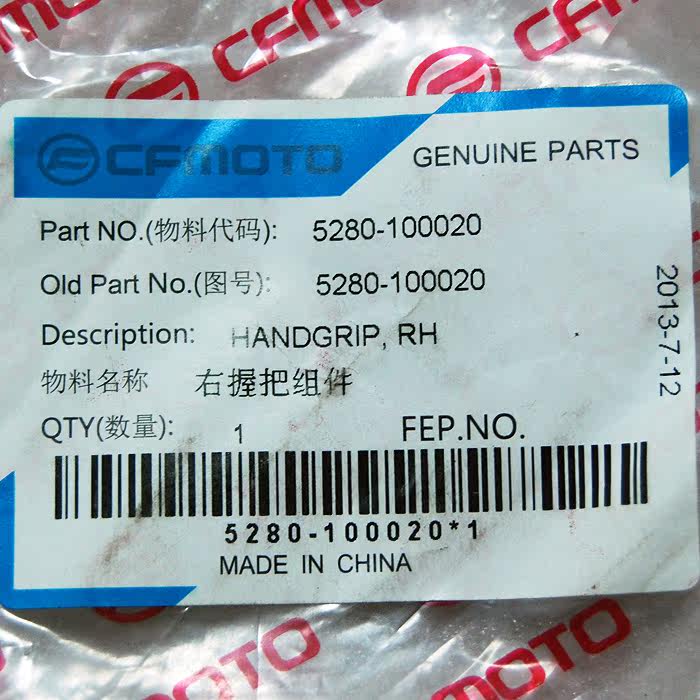 CFMOTO
CFMOTO
CFMOTO GENUINE PARTS
Part NO.(物料代码): 5280-100020
Old Part No.(图号): 5280-100020
Description: HANDGRIP, RH
物料名称 右握把组件
QTY(数量): 1 FEP.NO.
5280-100020*1
MADE IN CHINA
2013-7-12
CFMOTO
CFMOTO